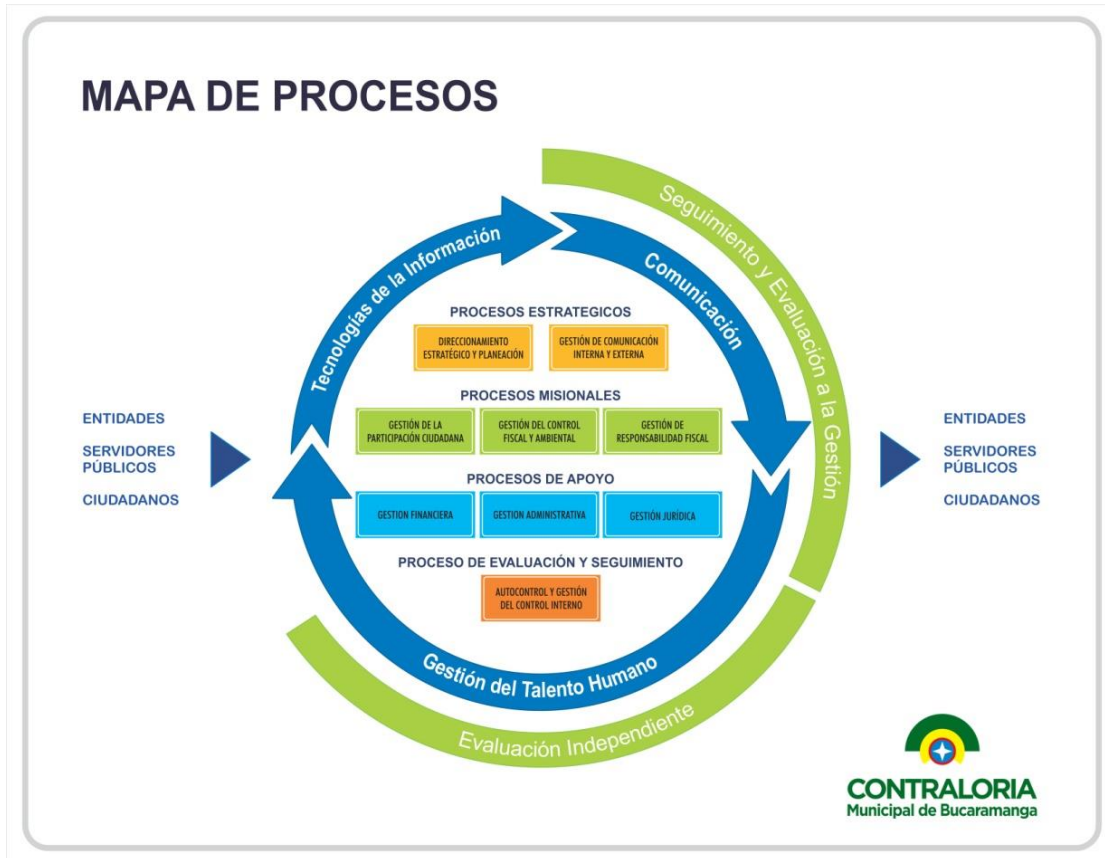 MAPA DE PROCESOS
Seguimiento y Evaluación a la Gestión
Tecnologías de la Información
Comunicación
PROCESOS ESTRATEGICOS
DIRECCIONAMIENTO
ESTRATÉGICO Y PLANEACIÓN
GESTIÓN DE COMUNICACIÓN
INTERNA Y EXTERNA
PROCESOS MISIONALES
GESTIÓN DE LA
PARTICIPACIÓN CIUDADANA
GESTIÓN DEL CONTROL
FISCAL Y AMBIENTAL
GESTIÓN DE
RESPONSABILIDAD FISCAL
PROCESOS DE APOYO
GESTION FINANCIERA
GESTION ADMINISTRATIVA
GESTIÓN JURÍDICA
PROCESO DE EVALUACIÓN Y SEGUIMIENTO
AUTOCONTROL Y GESTIÓN
DEL CONTROL INTERNO
Gestión del Talento Humano
Evaluación Independiente
ENTIDADES
SERVIDORES
PÚBLICOS
CIUDADANOS
ENTIDADES
SERVIDORES
PÚBLICOS
CIUDADANOS
CONTRALORIA
Municipal de Bucaramanga